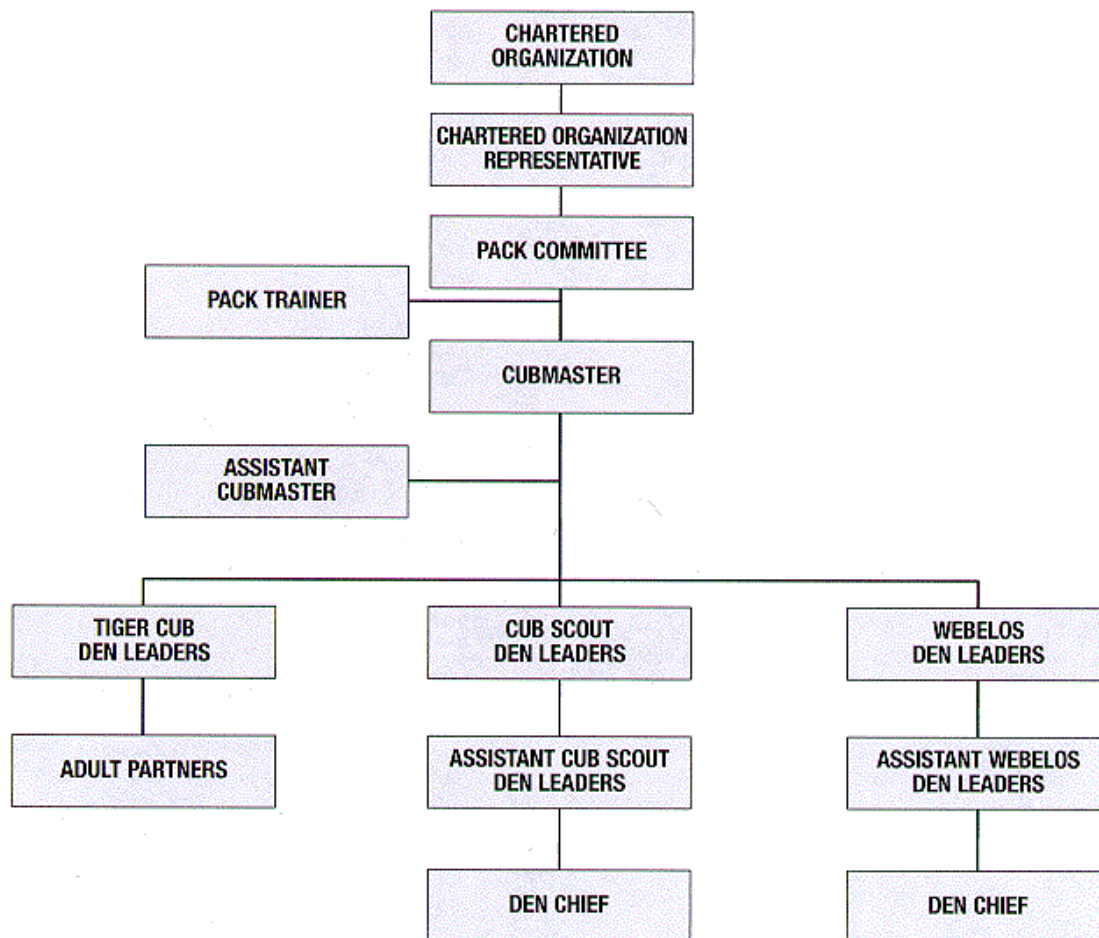 CHARTERED
ORGANIZATION
CHARTERED ORGANIZATION
REPRESENTATIVE
PACK COMMITTEE
PACK TRAINER
CUBMASTER
ASSISTANT
CUBMASTER
TIGER CUB
DEN LEADERS
CUB SCOUT
DEN LEADERS
WEBELOS
DEN LEADERS
ADULT PARTNERS
ASSISTANT CUB SCOUT
DEN LEADERS
ASSISTANT WEBELOS
DEN LEADERS
DEN CHIEF
DEN CHIEF